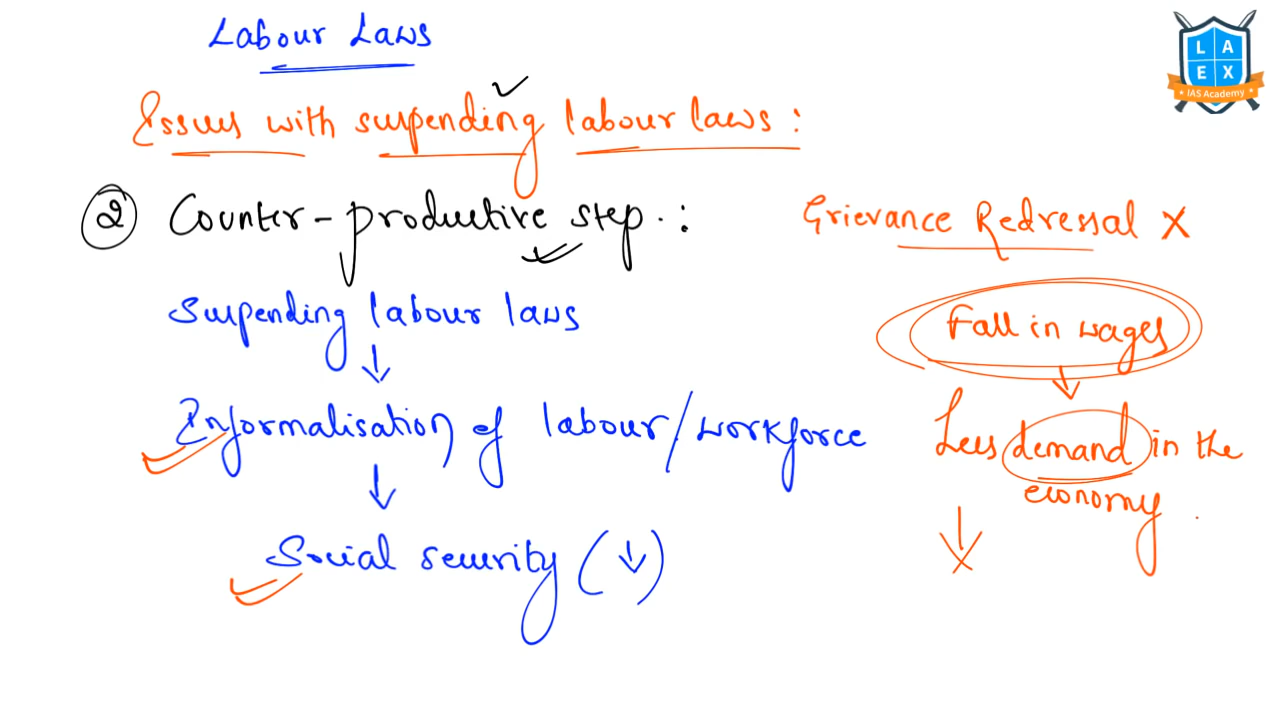 Labour Laws
Issues with suspending labour laws :
2 Counter-productive step :
Suspending labour laws
↓
Informalisation of labour/workforce
↓
Social security (↓)
Grievance Redressal X
Fall in wages
↓
Less demand in the
economy
↓
L A
E X
IAS Academy